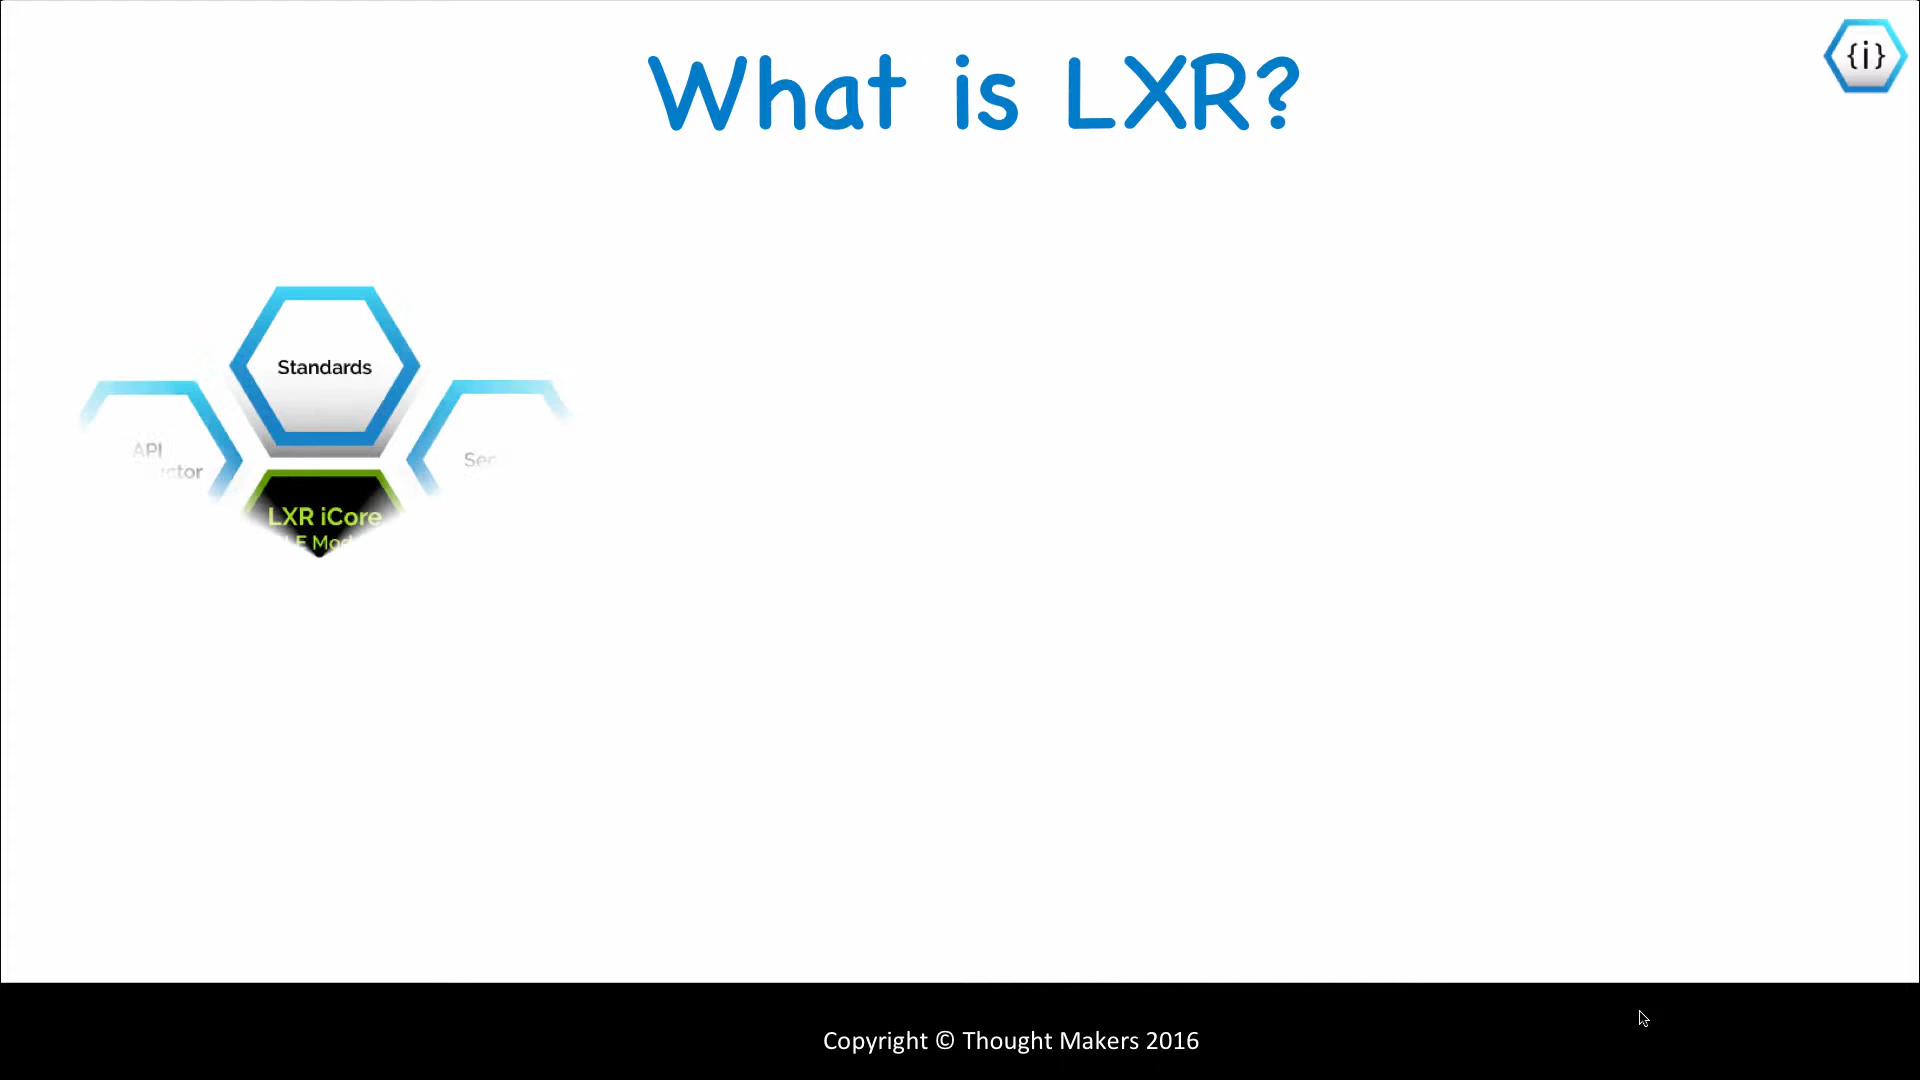 What is LXR?
{i}
Standards
API
LXR iCore
Copyright © Thought Makers 2016